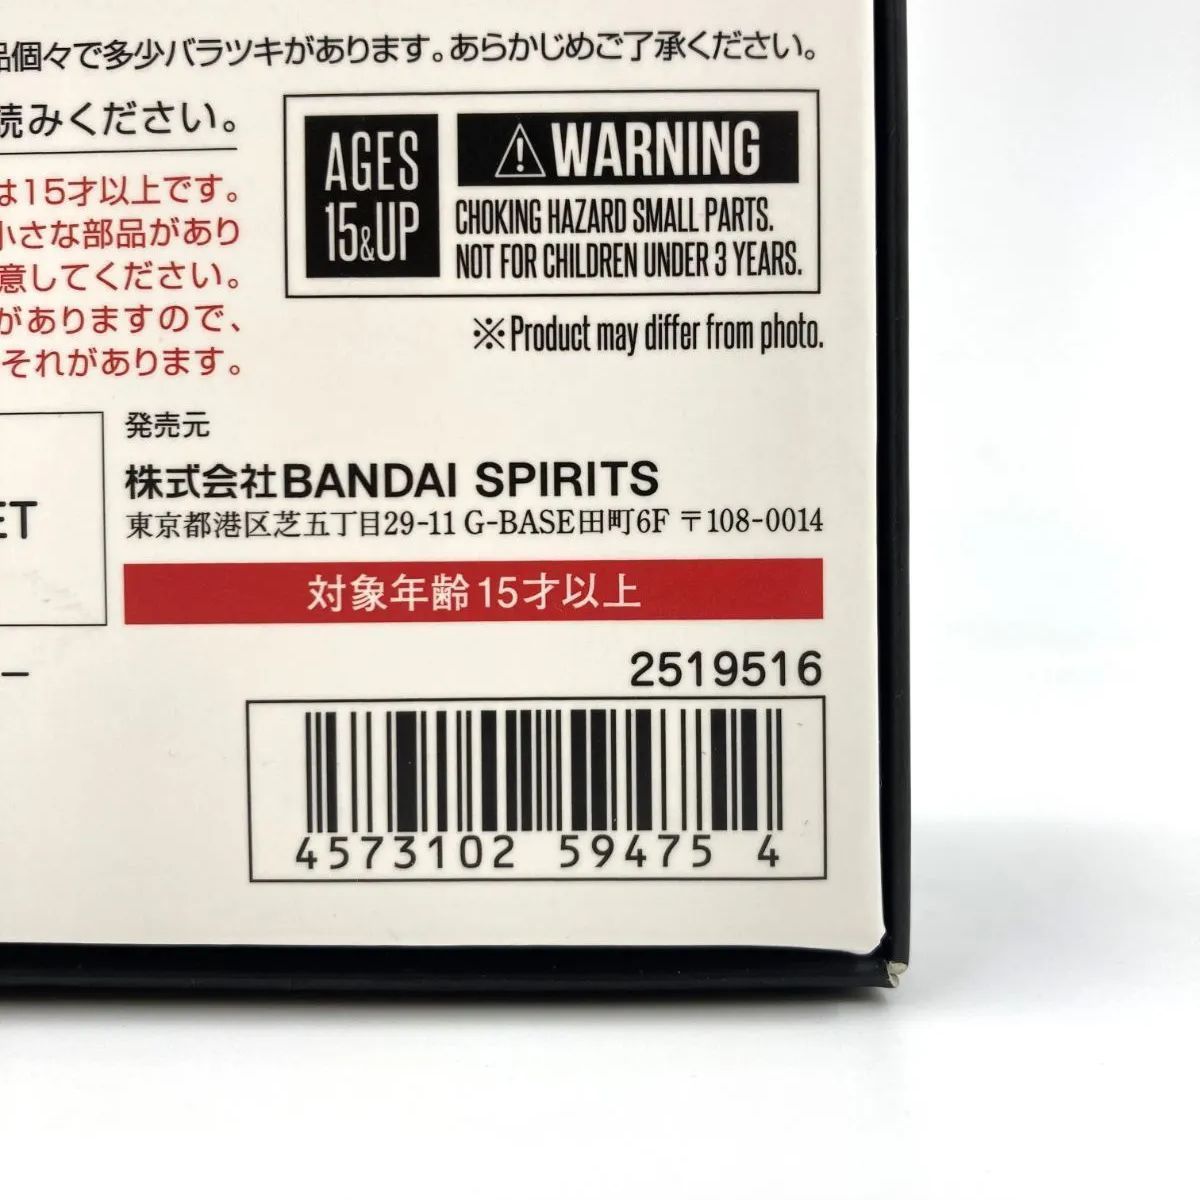 品個々で多少バラツキがあります。あらかじめご了承ください。
読みください。
は15才以上です。
小さな部品があり
意してください。
がありますので、
それがあります。
AGES
15&UP
⚠WARNING
CHOKING HAZARD SMALL PARTS.
NOT FOR CHILDREN UNDER 3 YEARS.
※Product may differ from photo.
発売元
株式会社BANDAI SPIRITS
東京都港区芝五丁目29-11 G-BASE田町6F 〒108-0014
ET
対象年齢15才以上
2519516
4573102 59475 4